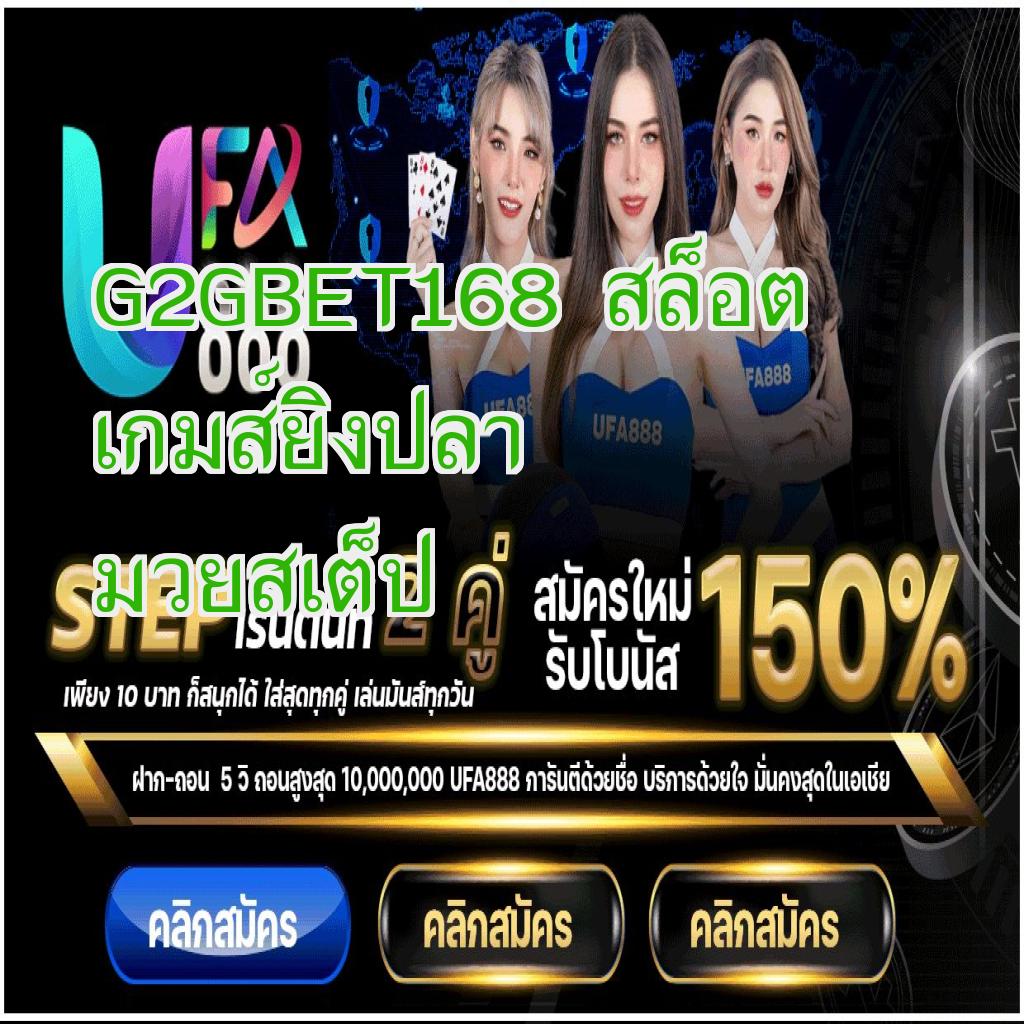 UFA
888
G2GBET168 สล็อต
เกมส์ยิงปลา
มวยสเต็ป
UFA888
FA888
STEP
2 คู่
เพียง 10 บาท ก็สนุกได้ ใส่สุดทุกคู่ เล่นมันส์ทุกวัน
สมัครใหม่
รับโบนัส
150%
ฝาก-ถอน 5 วิ ถอนสูงสุด 10,000,000 UFA888 การันตีด้วยชื่อ บริการด้วยใจ มั่นคงสุดในเอเชีย
คลิกสมัคร
คลิกสมัคร
คลิกสมัคร